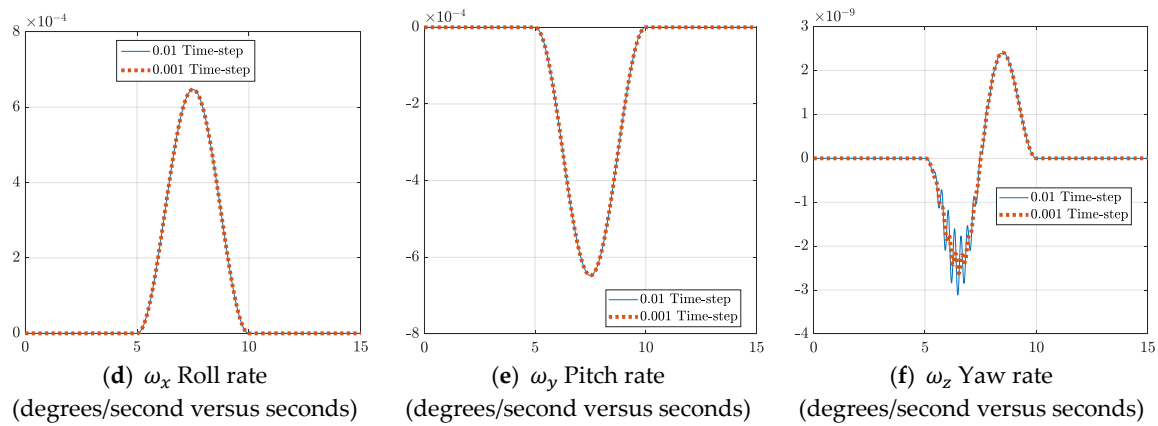 ×10⁻⁴
8
6
4
2
0
0 5 10 15
0.01 Time-step
0.001 Time-step
(d) ωₓ Roll rate
(degrees/second versus seconds)
×10⁻⁴
0
-2
-4
-6
-8
0 5 10 15
0.01 Time-step
0.001 Time-step
(e) ω_y Pitch rate
(degrees/second versus seconds)
×10⁻⁹
3
2
1
0
-1
-2
-3
-4
0 5 10 15
0.01 Time-step
0.001 Time-step
(f) ω_z Yaw rate
(degrees/second versus seconds)